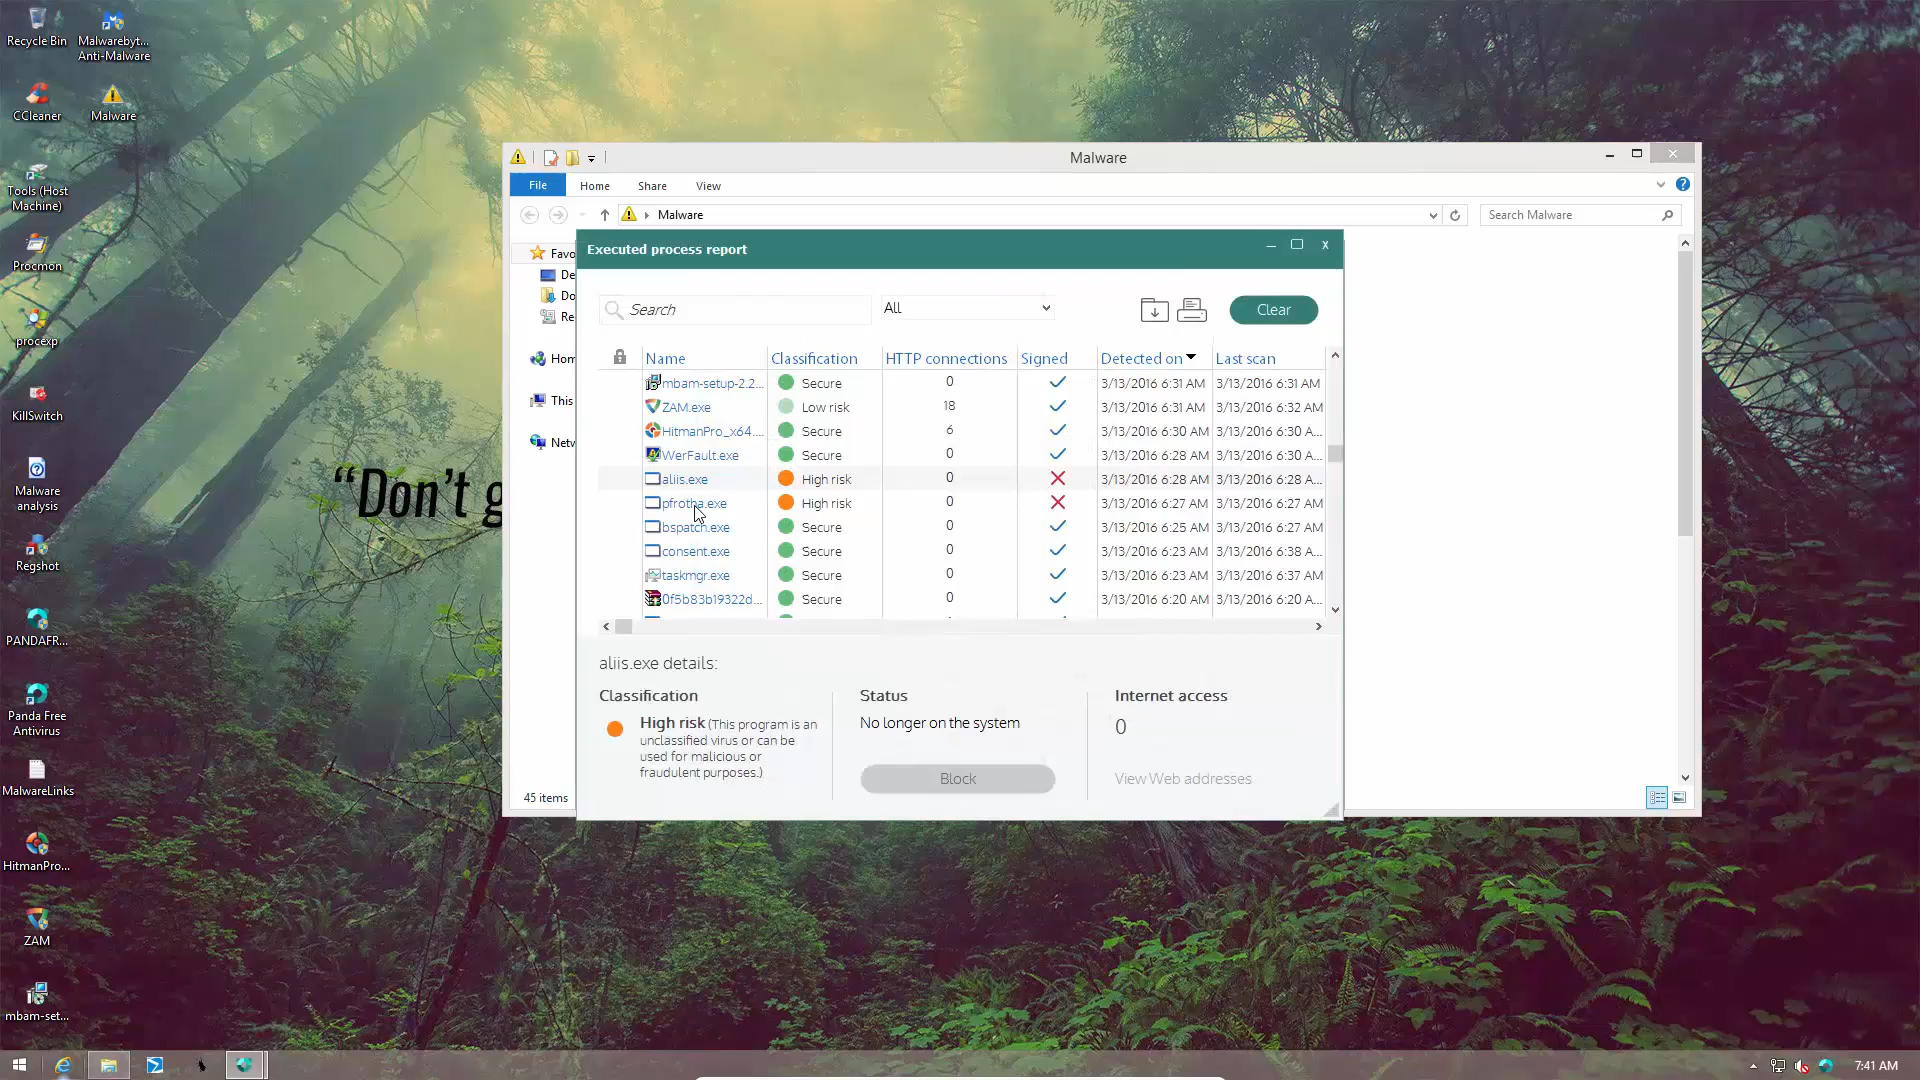 Recycle Bin
Malwarebyt...
Anti-Malware
CCleaner
Malware
Tools (Host
Machine)
Procmon
procexp
KillSwitch
Malware
analysis
Regshot
PANDAFR...
Panda Free
Antivirus
MalwareLinks
HitmanPro...
ZAM
mbam-set...
“Don’t g
Malware
File Home Share View
Malware
Search Malware
Favo
De
Do
Re
Hom
This
Netw
45 items
Executed process report
Search
All
Clear
Name Classification HTTP connections Signed Detected on Last scan
mbam-setup-2.2... Secure 0 3/13/2016 6:31 AM 3/13/2016 6:31 AM
ZAM.exe Low risk 18 3/13/2016 6:31 AM 3/13/2016 6:32 AM
HitmanPro_x64.... Secure 6 3/13/2016 6:30 AM 3/13/2016 6:30 A...
WerFault.exe Secure 0 3/13/2016 6:28 AM 3/13/2016 6:30 A...
aliis.exe High risk 0 3/13/2016 6:28 AM 3/13/2016 6:28 A...
pfrotha.exe High risk 0 3/13/2016 6:27 AM 3/13/2016 6:27 AM
bspatch.exe Secure 0 3/13/2016 6:25 AM 3/13/2016 6:27 AM
consent.exe Secure 0 3/13/2016 6:23 AM 3/13/2016 6:38 A...
taskmgr.exe Secure 0 3/13/2016 6:23 AM 3/13/2016 6:37 AM
0f5b83b19322d... Secure 0 3/13/2016 6:20 AM 3/13/2016 6:20 A...
aliis.exe details:
Classification
High risk (This program is an
unclassified virus or can be
used for malicious or
fraudulent purposes.)
Status
No longer on the system
Block
Internet access
0
View Web addresses
7:41 AM